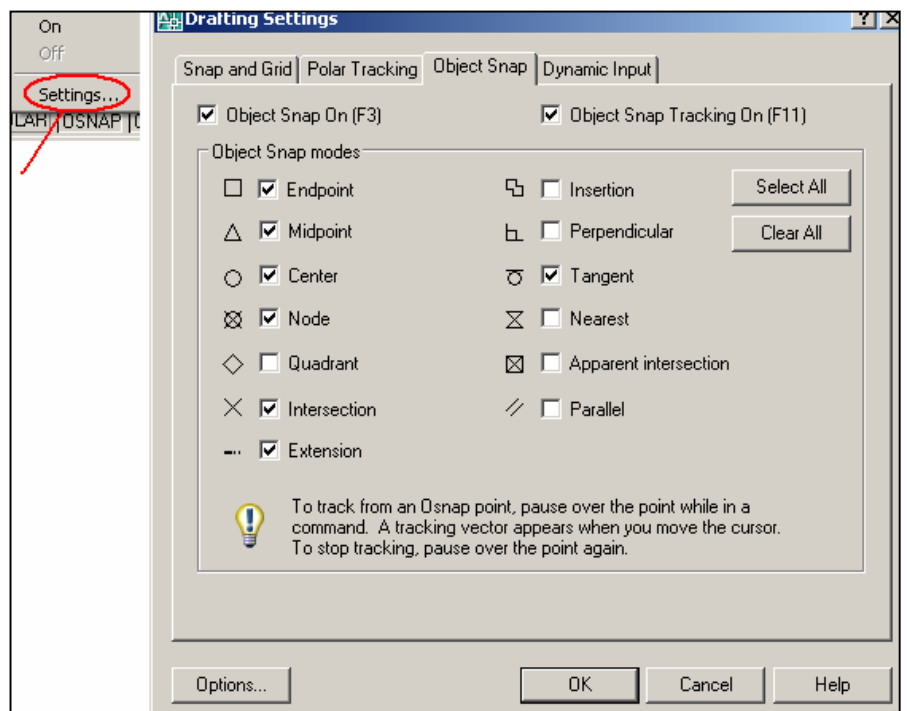 On
Off
Settings...
OSNAP
Drafting Settings
Snap and Grid
Polar Tracking
Object Snap
Dynamic Input
Object Snap On (F3)
Object Snap Tracking On (F11)
Object Snap modes
Endpoint
Midpoint
Center
Node
Quadrant
Intersection
Extension
Insertion
Perpendicular
Tangent
Nearest
Apparent intersection
Parallel
Select All
Clear All
To track from an Osnap point, pause over the point while in a
command. A tracking vector appears when you move the cursor.
To stop tracking, pause over the point again.
Options...
OK
Cancel
Help